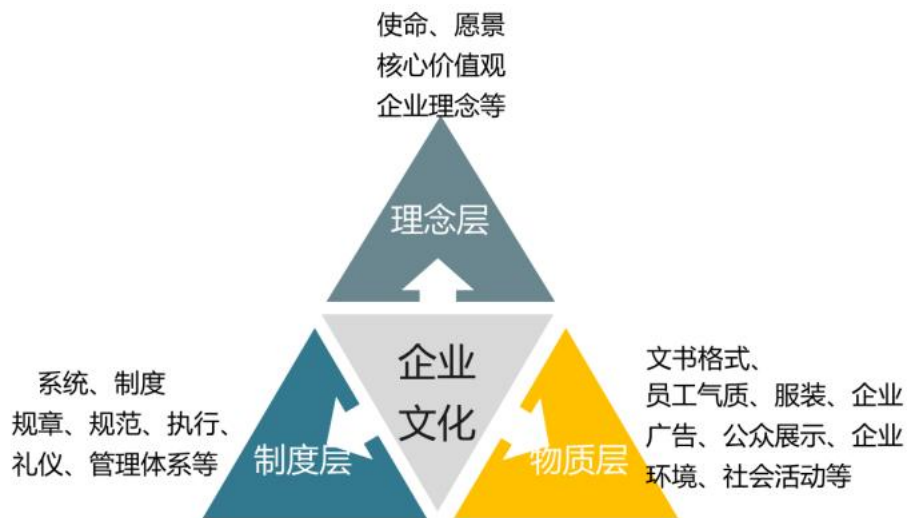 使命、愿景
核心价值观
企业理念等
理念层
企业
文化
系统、制度
规章、规范、执行、
礼仪、管理体系等
制度层
物质层
文书格式、
员工气质、服装、企业
广告、公众展示、企业
环境、社会活动等